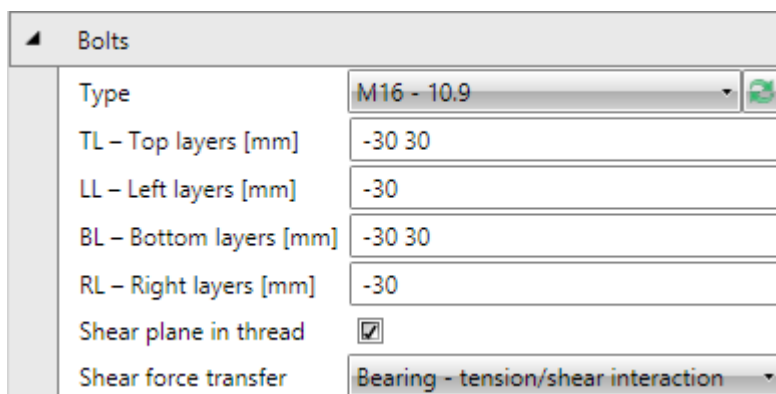 Bolts
Type M16 - 10.9
TL – Top layers [mm] -30 30
LL – Left layers [mm] -30
BL – Bottom layers [mm] -30 30
RL – Right layers [mm] -30
Shear plane in thread
Shear force transfer Bearing - tension/shear interaction